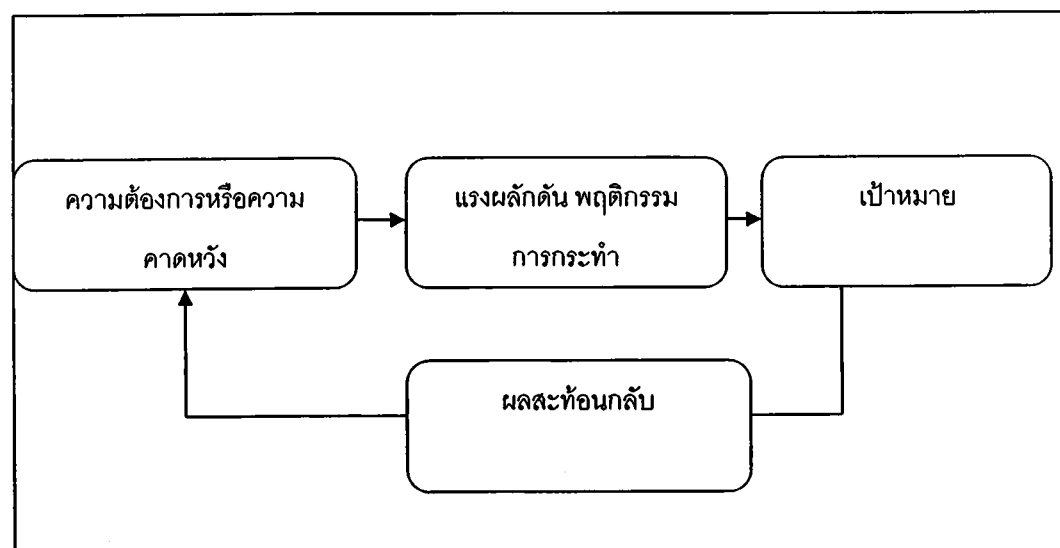 ความต้องการหรือความ
คาดหวัง
แรงผลักดัน พฤติกรรม
การกระทำ
เป้าหมาย
ผลสะท้อนกลับ